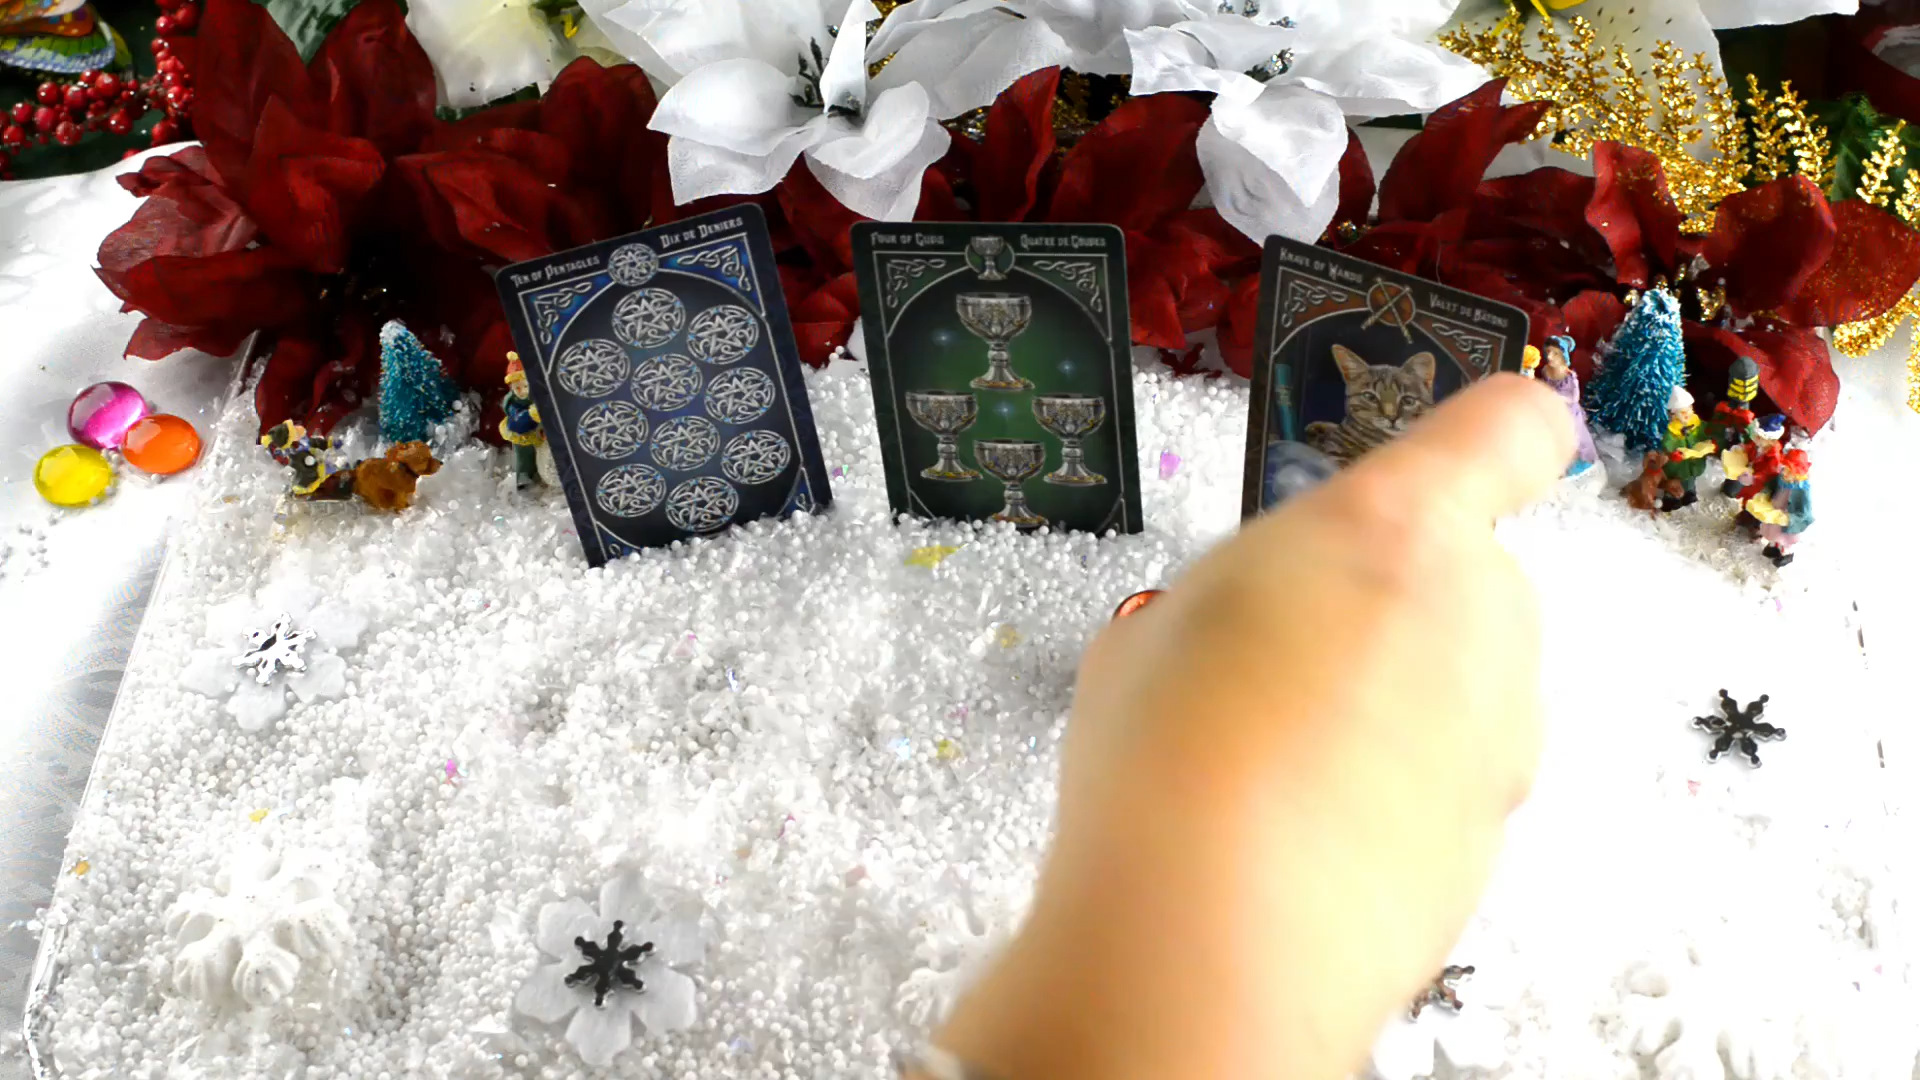 Ten of Pentacles
Dix de Deniers
Four of Cups
Quatre de Coupes
Knave of Wands
Valet de Bâtons